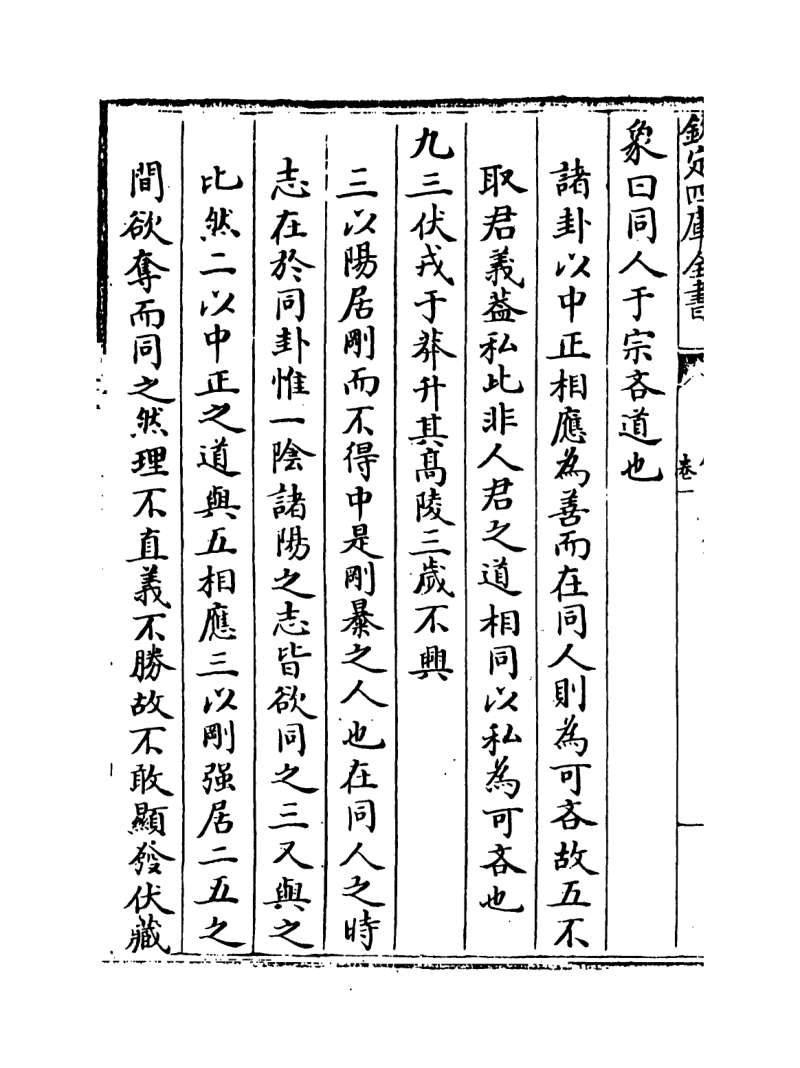 欽定四庫全書
卷一
象曰同人于宗吝道也
諸卦以中正相應為善而在同人則為可吝故五不
取君義葢私比非人君之道相同以私為可吝也
九三伏戎于莽升其髙陵三歲不興
三以陽居剛而不得中是剛暴之人也在同人之時
志在於同卦惟一陰諸陽之志皆欲同之三又與之
比然二以中正之道與五相應三以剛强居二五之
間欲奪而同之然理不直義不勝故不敢顯發伏藏